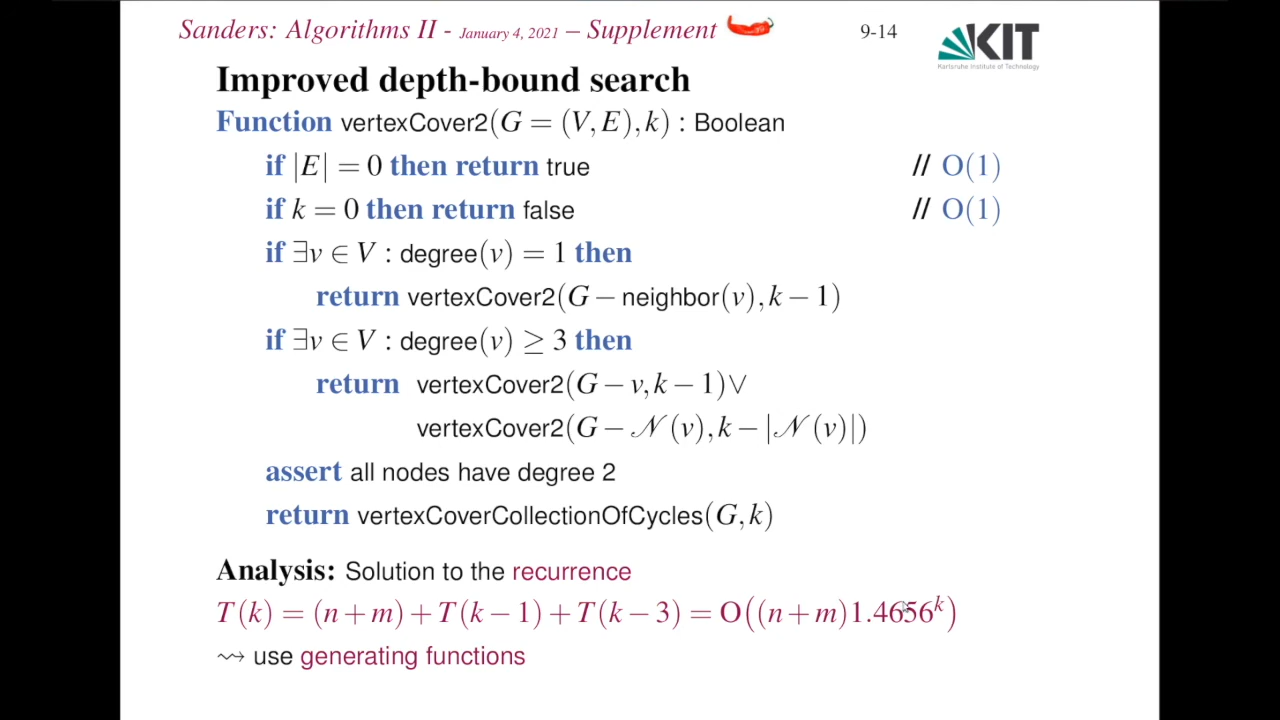 Sanders: Algorithms II - January 4, 2021 – Supplement
9-14
KIT
Karlsruhe Institute of Technology
Improved depth-bound search
Function vertexCover2(G = (V, E), k) : Boolean
if |E| = 0 then return true // O(1)
if k = 0 then return false // O(1)
if ∃v ∈ V : degree(v) = 1 then
return vertexCover2(G − neighbor(v), k − 1)
if ∃v ∈ V : degree(v) ≥ 3 then
return vertexCover2(G − v, k − 1)∨
vertexCover2(G − 𝒩(v), k − |𝒩(v)|)
assert all nodes have degree 2
return vertexCoverCollectionOfCycles(G, k)
Analysis: Solution to the recurrence
T(k) = (n + m) + T(k − 1) + T(k − 3) = O((n + m)1.4656^k)
⇝ use generating functions